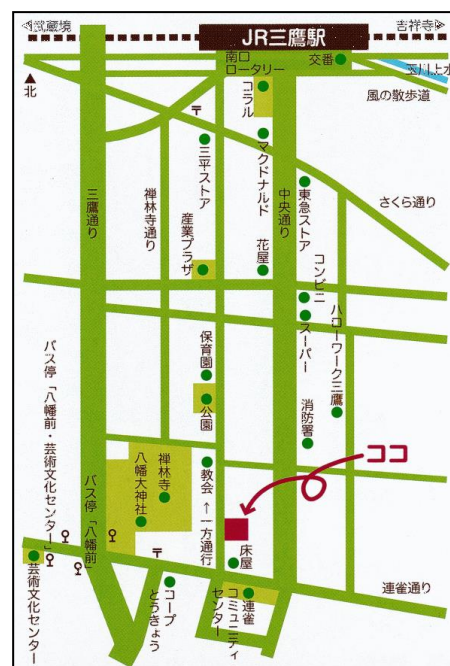 武蔵境
JR三鷹駅
吉祥寺
北
南口
ロータリー
交番
玉川上水
風の散歩道
コラル
〒
三平ストア
マクドナルド
三鷹通り
禅林寺通り
中央通り
東急ストア
さくら通り
産業プラザ
花屋
コンビニ
スーパー
ハローワーク三鷹
保育園
公園
消防署
バス停「八幡前・芸術文化センター」
バス停「八幡前」
八幡大神社
禅林寺
教会
↑一方通行
ココ
床屋
〒
芸術文化センター
コープ
とうきょう
連雀
コミュニティ
センター
連雀通り